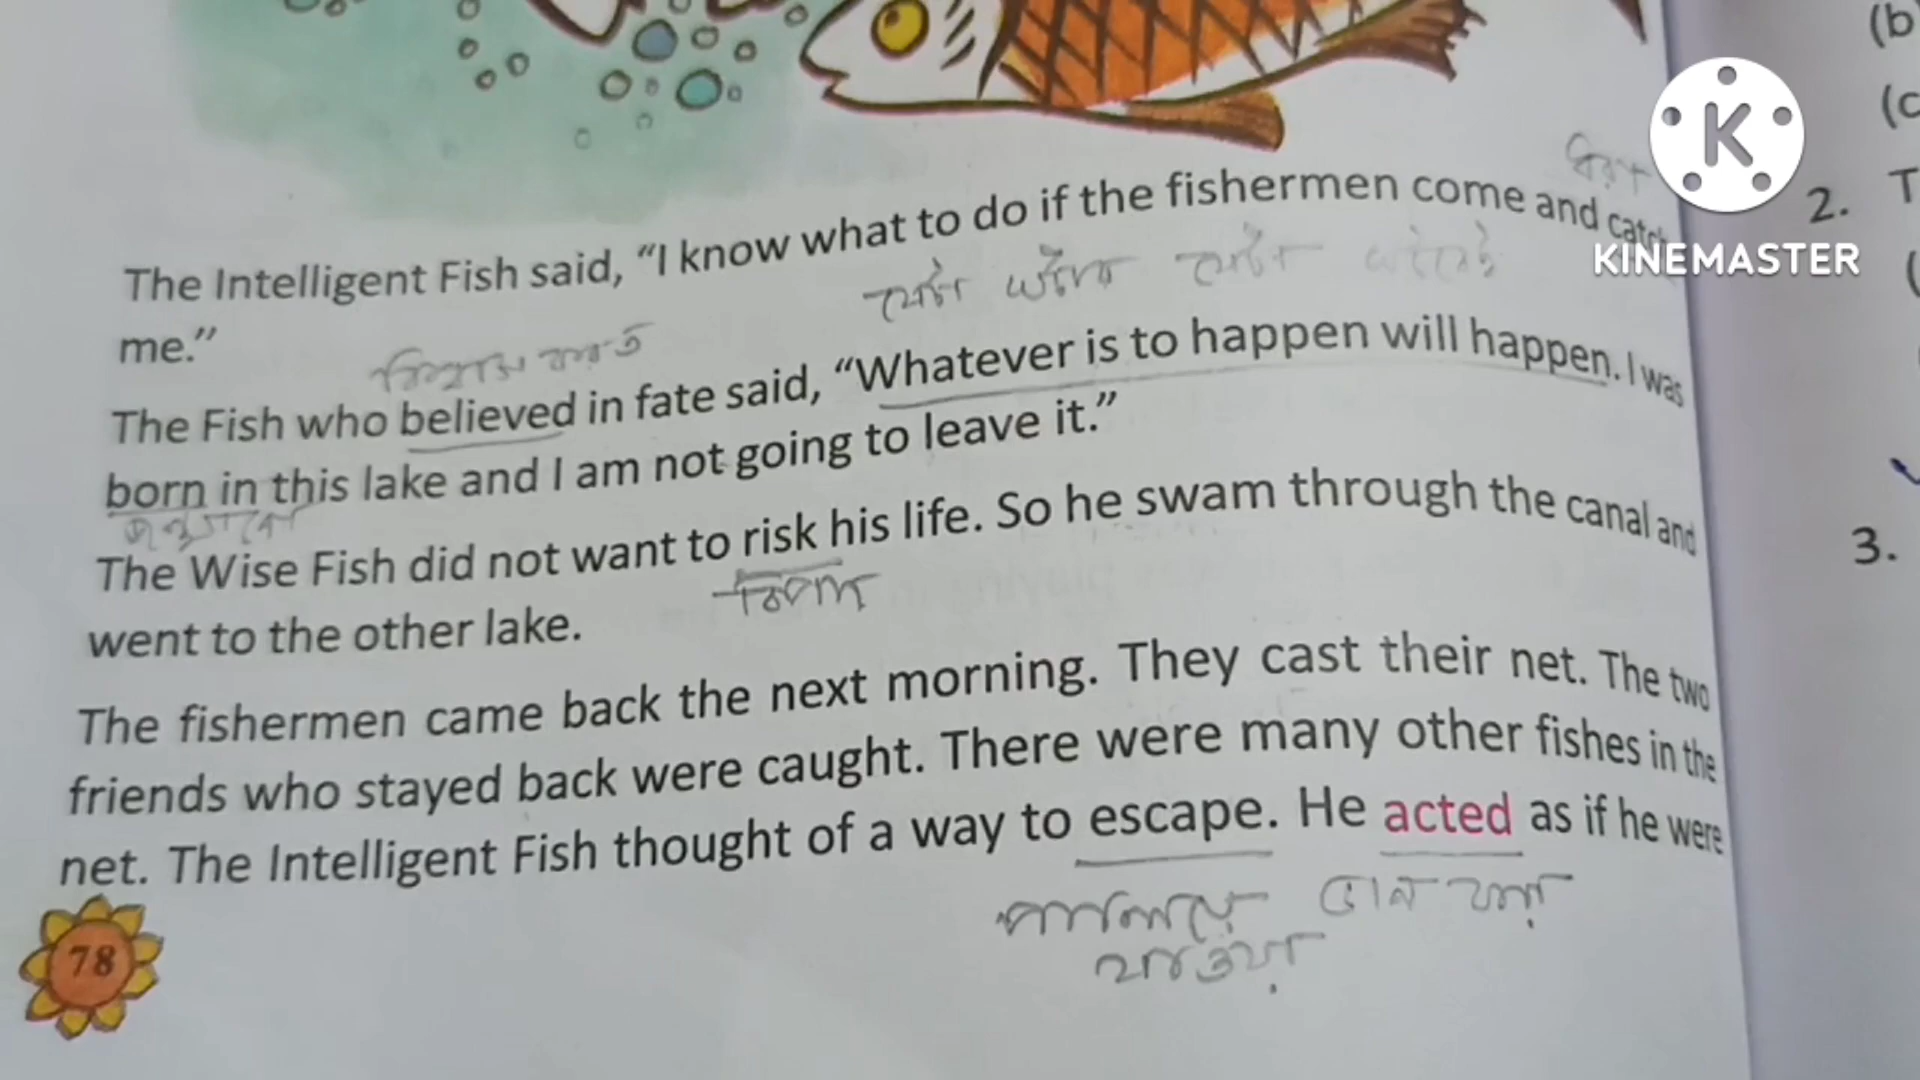 (b
(c
2. T
3.
KINEMASTER
The Intelligent Fish said, “I know what to do if the fishermen come and catch
me.”
The Fish who believed in fate said, “Whatever is to happen will happen. I was
born in this lake and I am not going to leave it.”
The Wise Fish did not want to risk his life. So he swam through the canal and
went to the other lake.
The fishermen came back the next morning. They cast their net. The two
friends who stayed back were caught. There were many other fishes in the
net. The Intelligent Fish thought of a way to escape. He acted as if he were
78